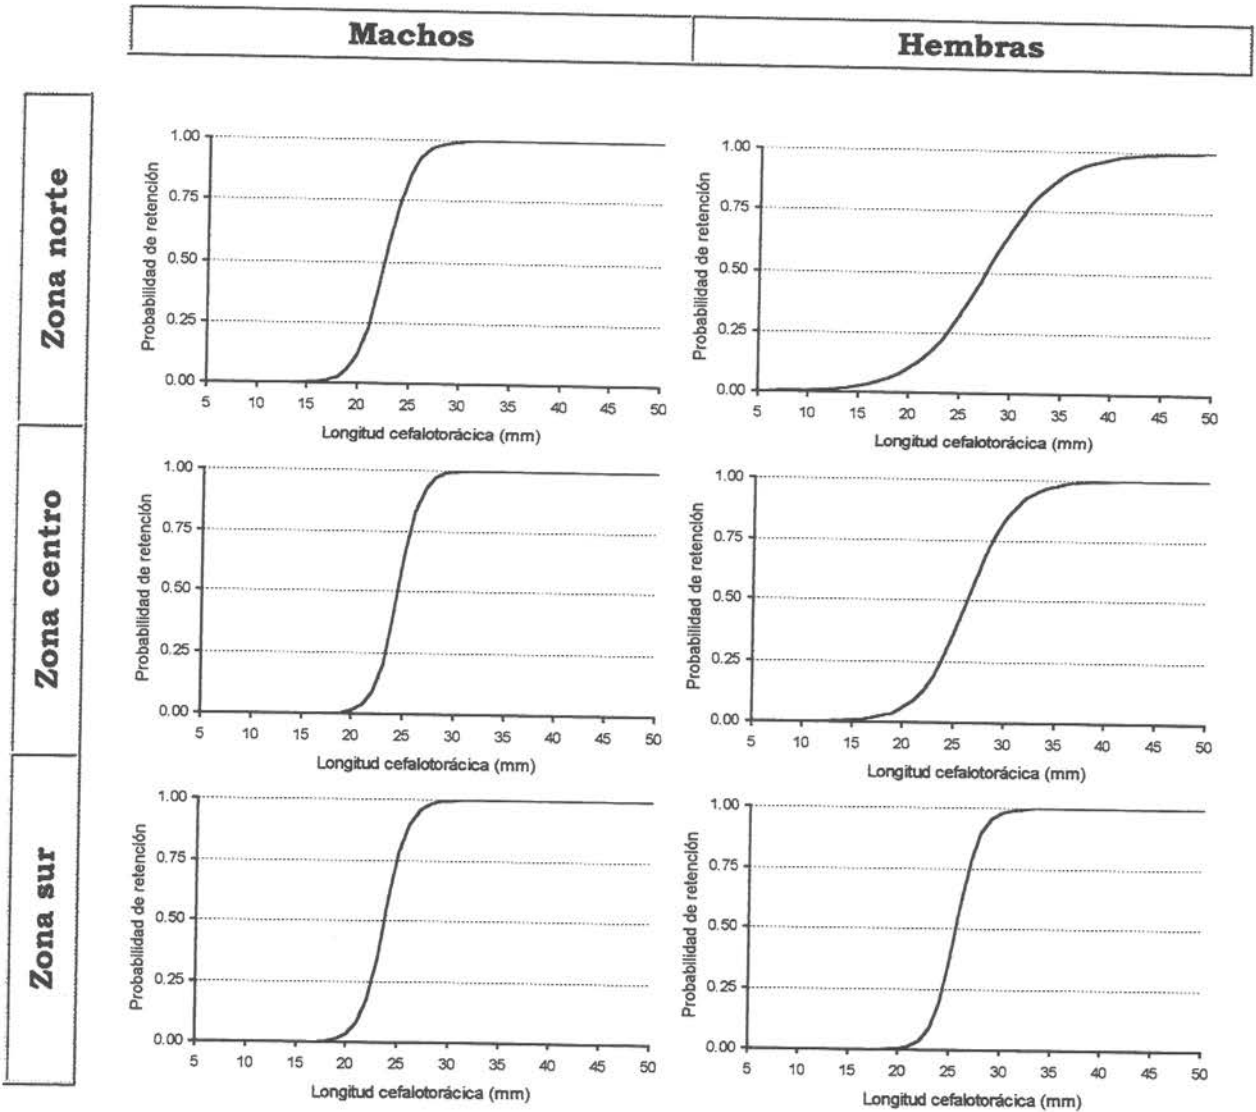 Machos
Hembras
Zona norte
Probabilidad de retención
1.00
0.75
0.50
0.25
0.00
5 10 15 20 25 30 35 40 45 50
Longitud cefalotorácica (mm)
Probabilidad de retención
1.00
0.75
0.50
0.25
0.00
5 10 15 20 25 30 35 40 45 50
Longitud cefalotorácica (mm)
Zona centro
Probabilidad de retención
1.00
0.75
0.50
0.25
0.00
5 10 15 20 25 30 35 40 45 50
Longitud cefalotorácica (mm)
Probabilidad de retención
1.00
0.75
0.50
0.25
0.00
5 10 15 20 25 30 35 40 45 50
Longitud cefalotorácica (mm)
Zona sur
Probabilidad de retención
1.00
0.75
0.50
0.25
0.00
5 10 15 20 25 30 35 40 45 50
Longitud cefalotorácica (mm)
Probabilidad de retención
1.00
0.75
0.50
0.25
0.00
5 10 15 20 25 30 35 40 45 50
Longitud cefalotorácica (mm)